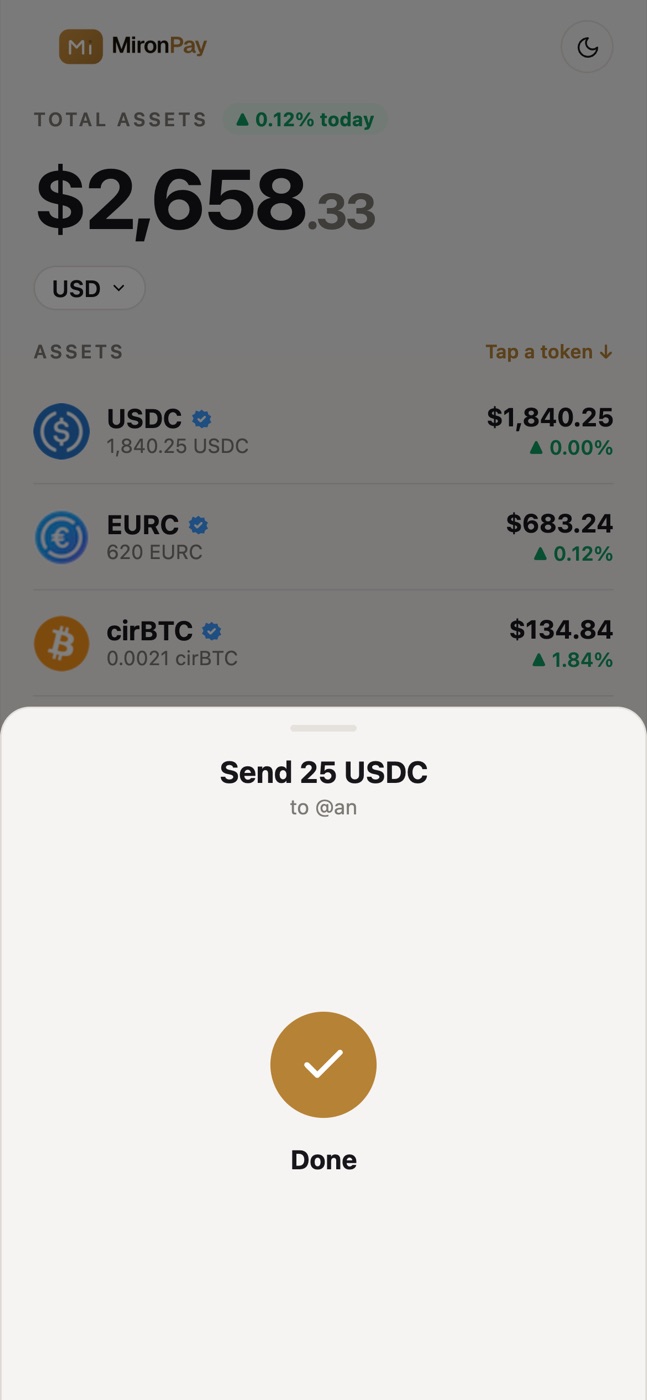 Mi MironPay
TOTAL ASSETS ▲ 0.12% today
$2,658.33
USD
ASSETS Tap a token ↓
USDC $1,840.25
1,840.25 USDC ▲ 0.00%
EURC $683.24
620 EURC ▲ 0.12%
cirBTC $134.84
0.0021 cirBTC ▲ 1.84%
Send 25 USDC
to @an
Done